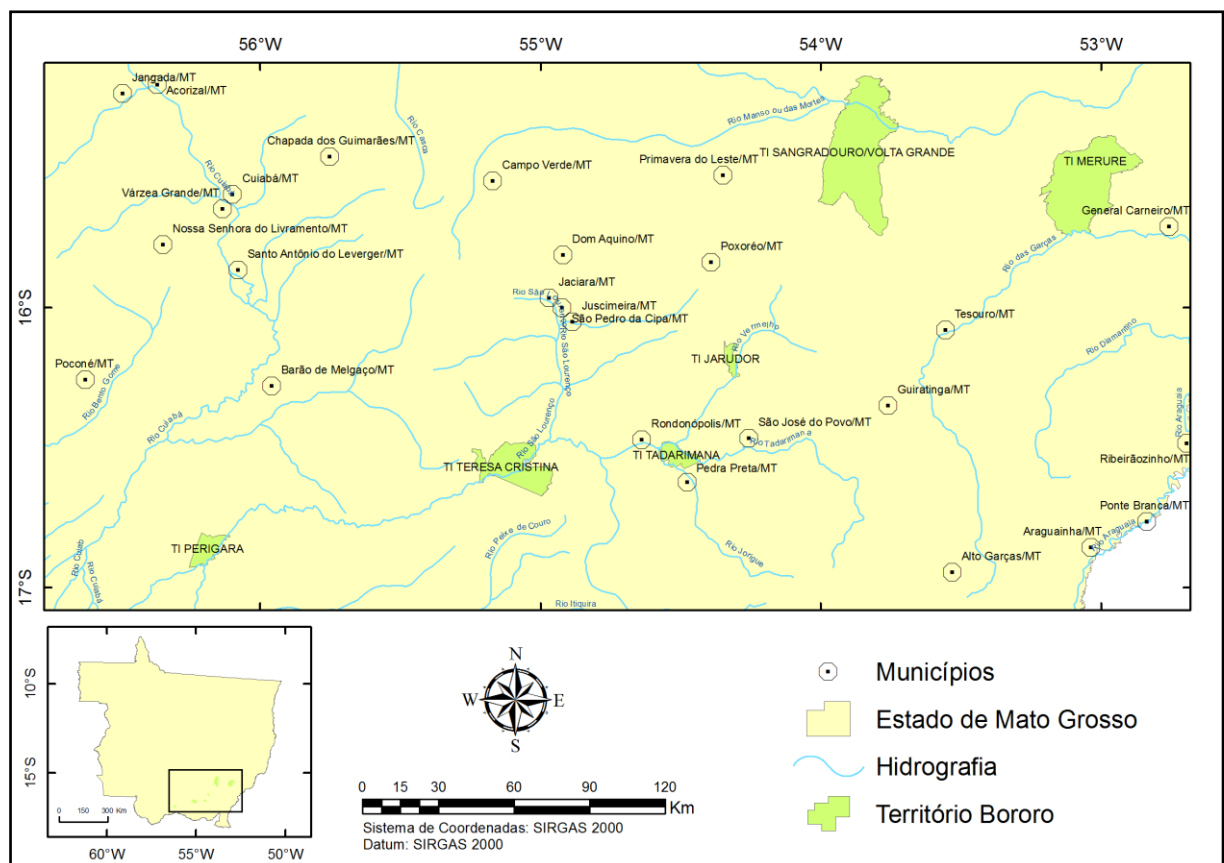 56°W 55°W 54°W 53°W
Jangada/MT
Acorizal/MT
Rio Manso ou das Mortes
Rio Casca
Chapada dos Guimarães/MT
TI SANGRADOURO/VOLTA GRANDE
Campo Verde/MT
Primavera do Leste/MT
TI MERURE
Cuiabá/MT
Rio Cuiabá
Várzea Grande/MT
General Carneiro/MT
Nossa Senhora do Livramento/MT
Dom Aquino/MT
Santo Antônio do Leverger/MT
Poxoréo/MT
Rio das Garças
Jaciara/MT
Rio São
16°S
Juscimeira/MT
São Pedro da Cipa/MT
Tesouro/MT
Rio Vermelho
Rio Diamantino
Rio São Lourenço
TI JARUDOR
Poconé/MT
Barão de Melgaço/MT
Rio Bento Gome
Guiratinga/MT
Rio Araguaia
Rio Cuiabá
Rio São Lourenço
Rondonópolis/MT
São José do Povo/MT
Rio Tadarimana
TI TADARIMANA
Ribeirãozinho/MT
TI TERESA CRISTINA
Pedra Preta/MT
Ponte Branca/MT
Rio Peixe de Couro
Araguainha/MT
Rio Araguaia
TI PERIGARA
Rio Jorigue
Alto Garças/MT
Rio Cuiab
Rio Cuiabá
17°S
Rio Itiquira
10°S
15°S
0 150 300 Km
60°W 55°W 50°W
N
W E
S
0 15 30 60 90 120
Km
Sistema de Coordenadas: SIRGAS 2000
Datum: SIRGAS 2000
Municípios
Estado de Mato Grosso
Hidrografia
Território Bororo